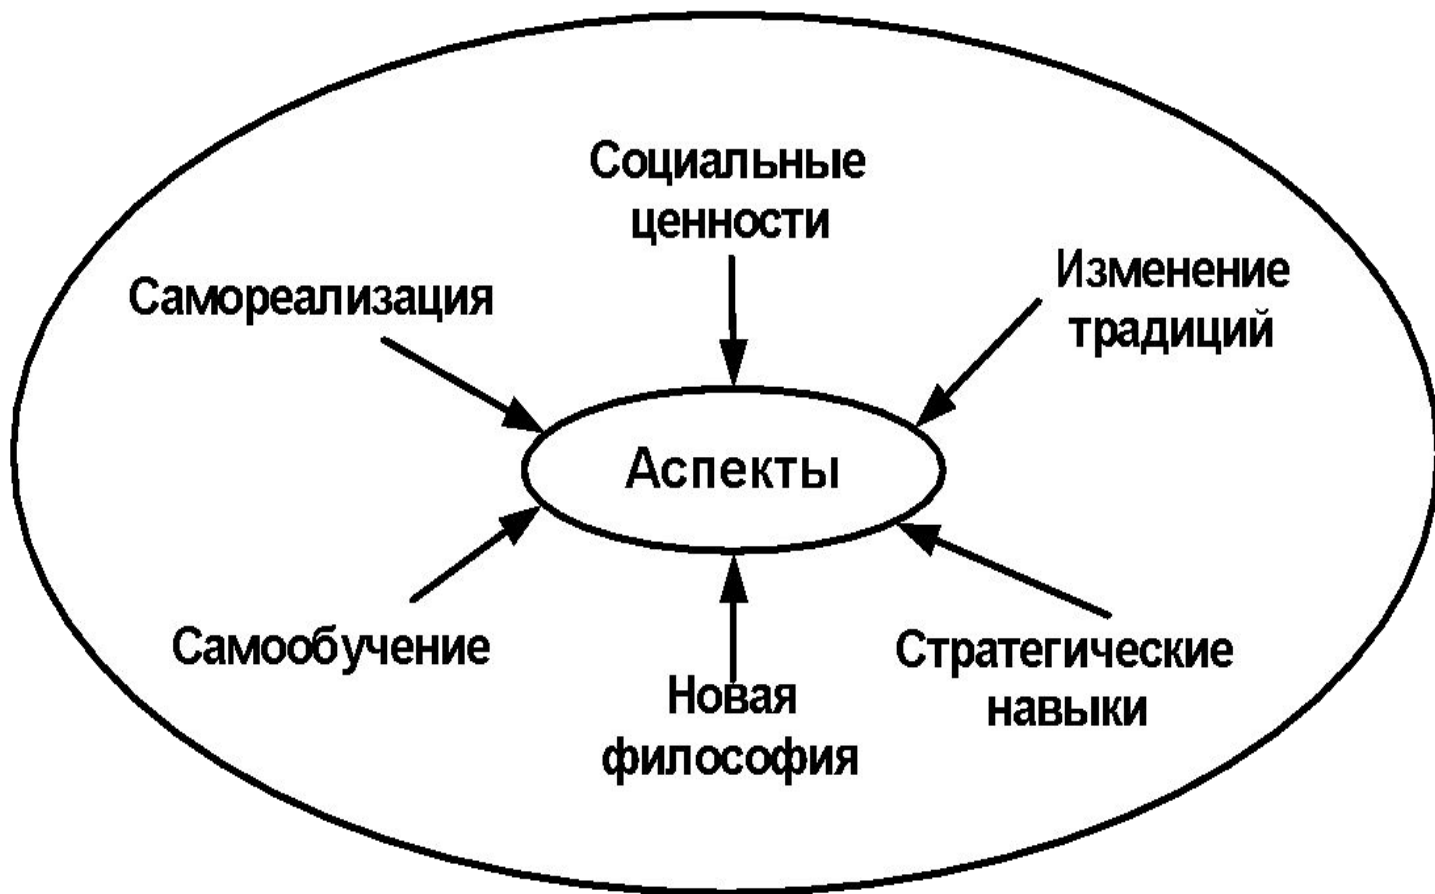 Социальные
ценности
Изменение
традиций
Самореализация
Аспекты
Самообучение
Стратегические
навыки
Новая
философия